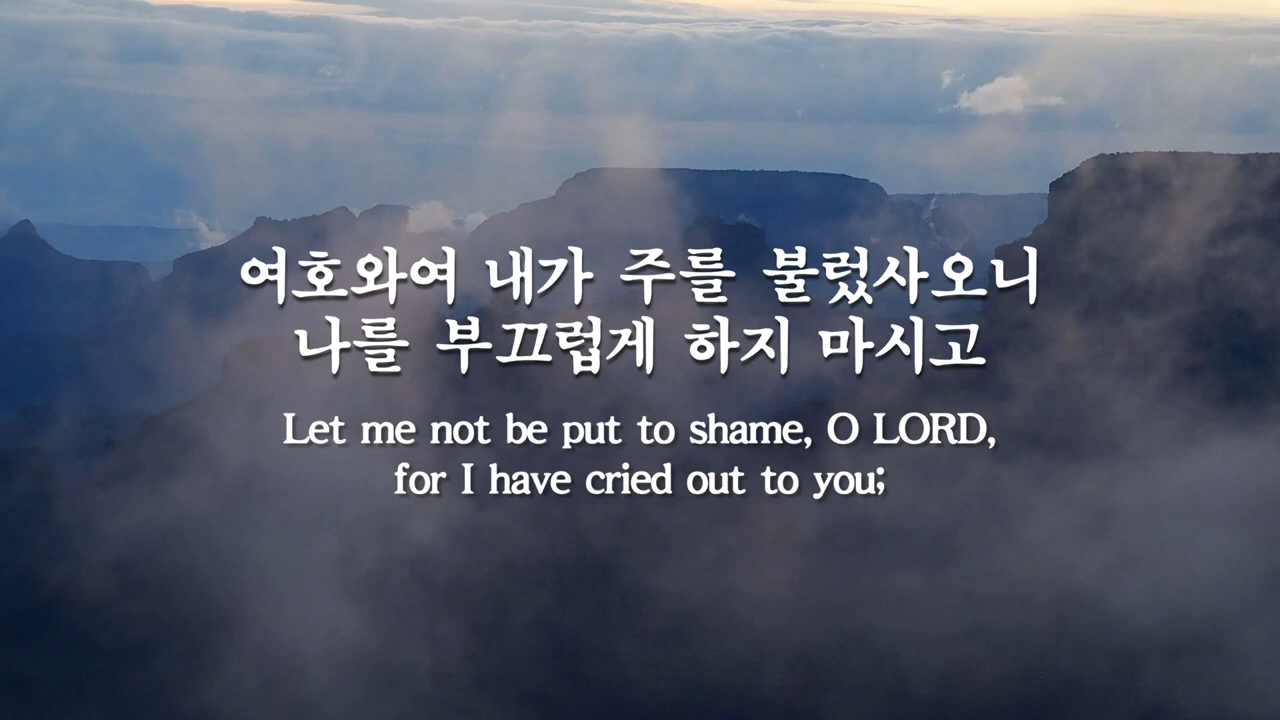 여호와여 내가 주를 불렀사오니
나를 부끄럽게 하지 마시고
Let me not be put to shame, O LORD,
for I have cried out to you;